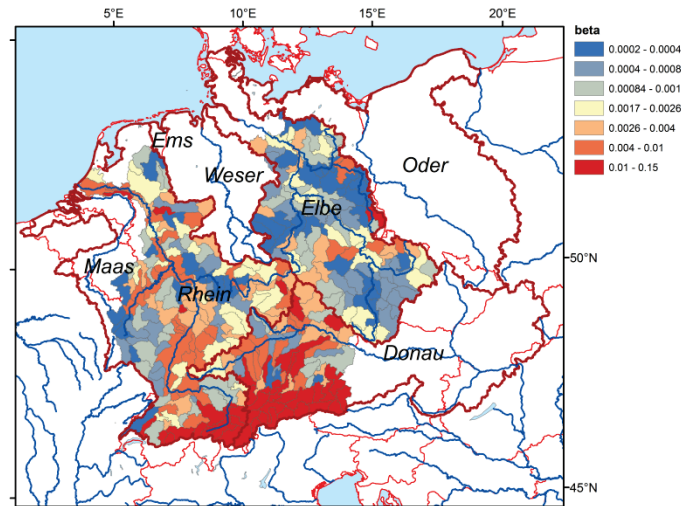 5°E 10°E 15°E 20°E
beta
0.0002 - 0.0004
0.0004 - 0.0008
0.00084 - 0.001
0.0017 - 0.0026
0.0026 - 0.004
0.004 - 0.01
0.01 - 0.15
Ems
Weser
Oder
Elbe
50°N
Maas
Rhein
Donau
45°N